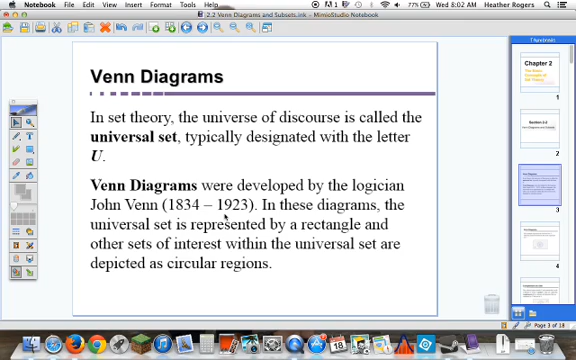 Notebook File Edit View Insert Format Tools Help 77% Wed 8:02 AM Heather Rogers
2.2 Venn Diagrams and Subsets.ink - MimioStudio Notebook
Venn Diagrams
In set theory, the universe of discourse is called the
universal set, typically designated with the letter
U.
Venn Diagrams were developed by the logician
John Venn (1834 – 1923). In these diagrams, the
universal set is represented by a rectangle and
other sets of interest within the universal set are
depicted as circular regions.
Chapter 2
1
2
3
4
Page 3 of 18